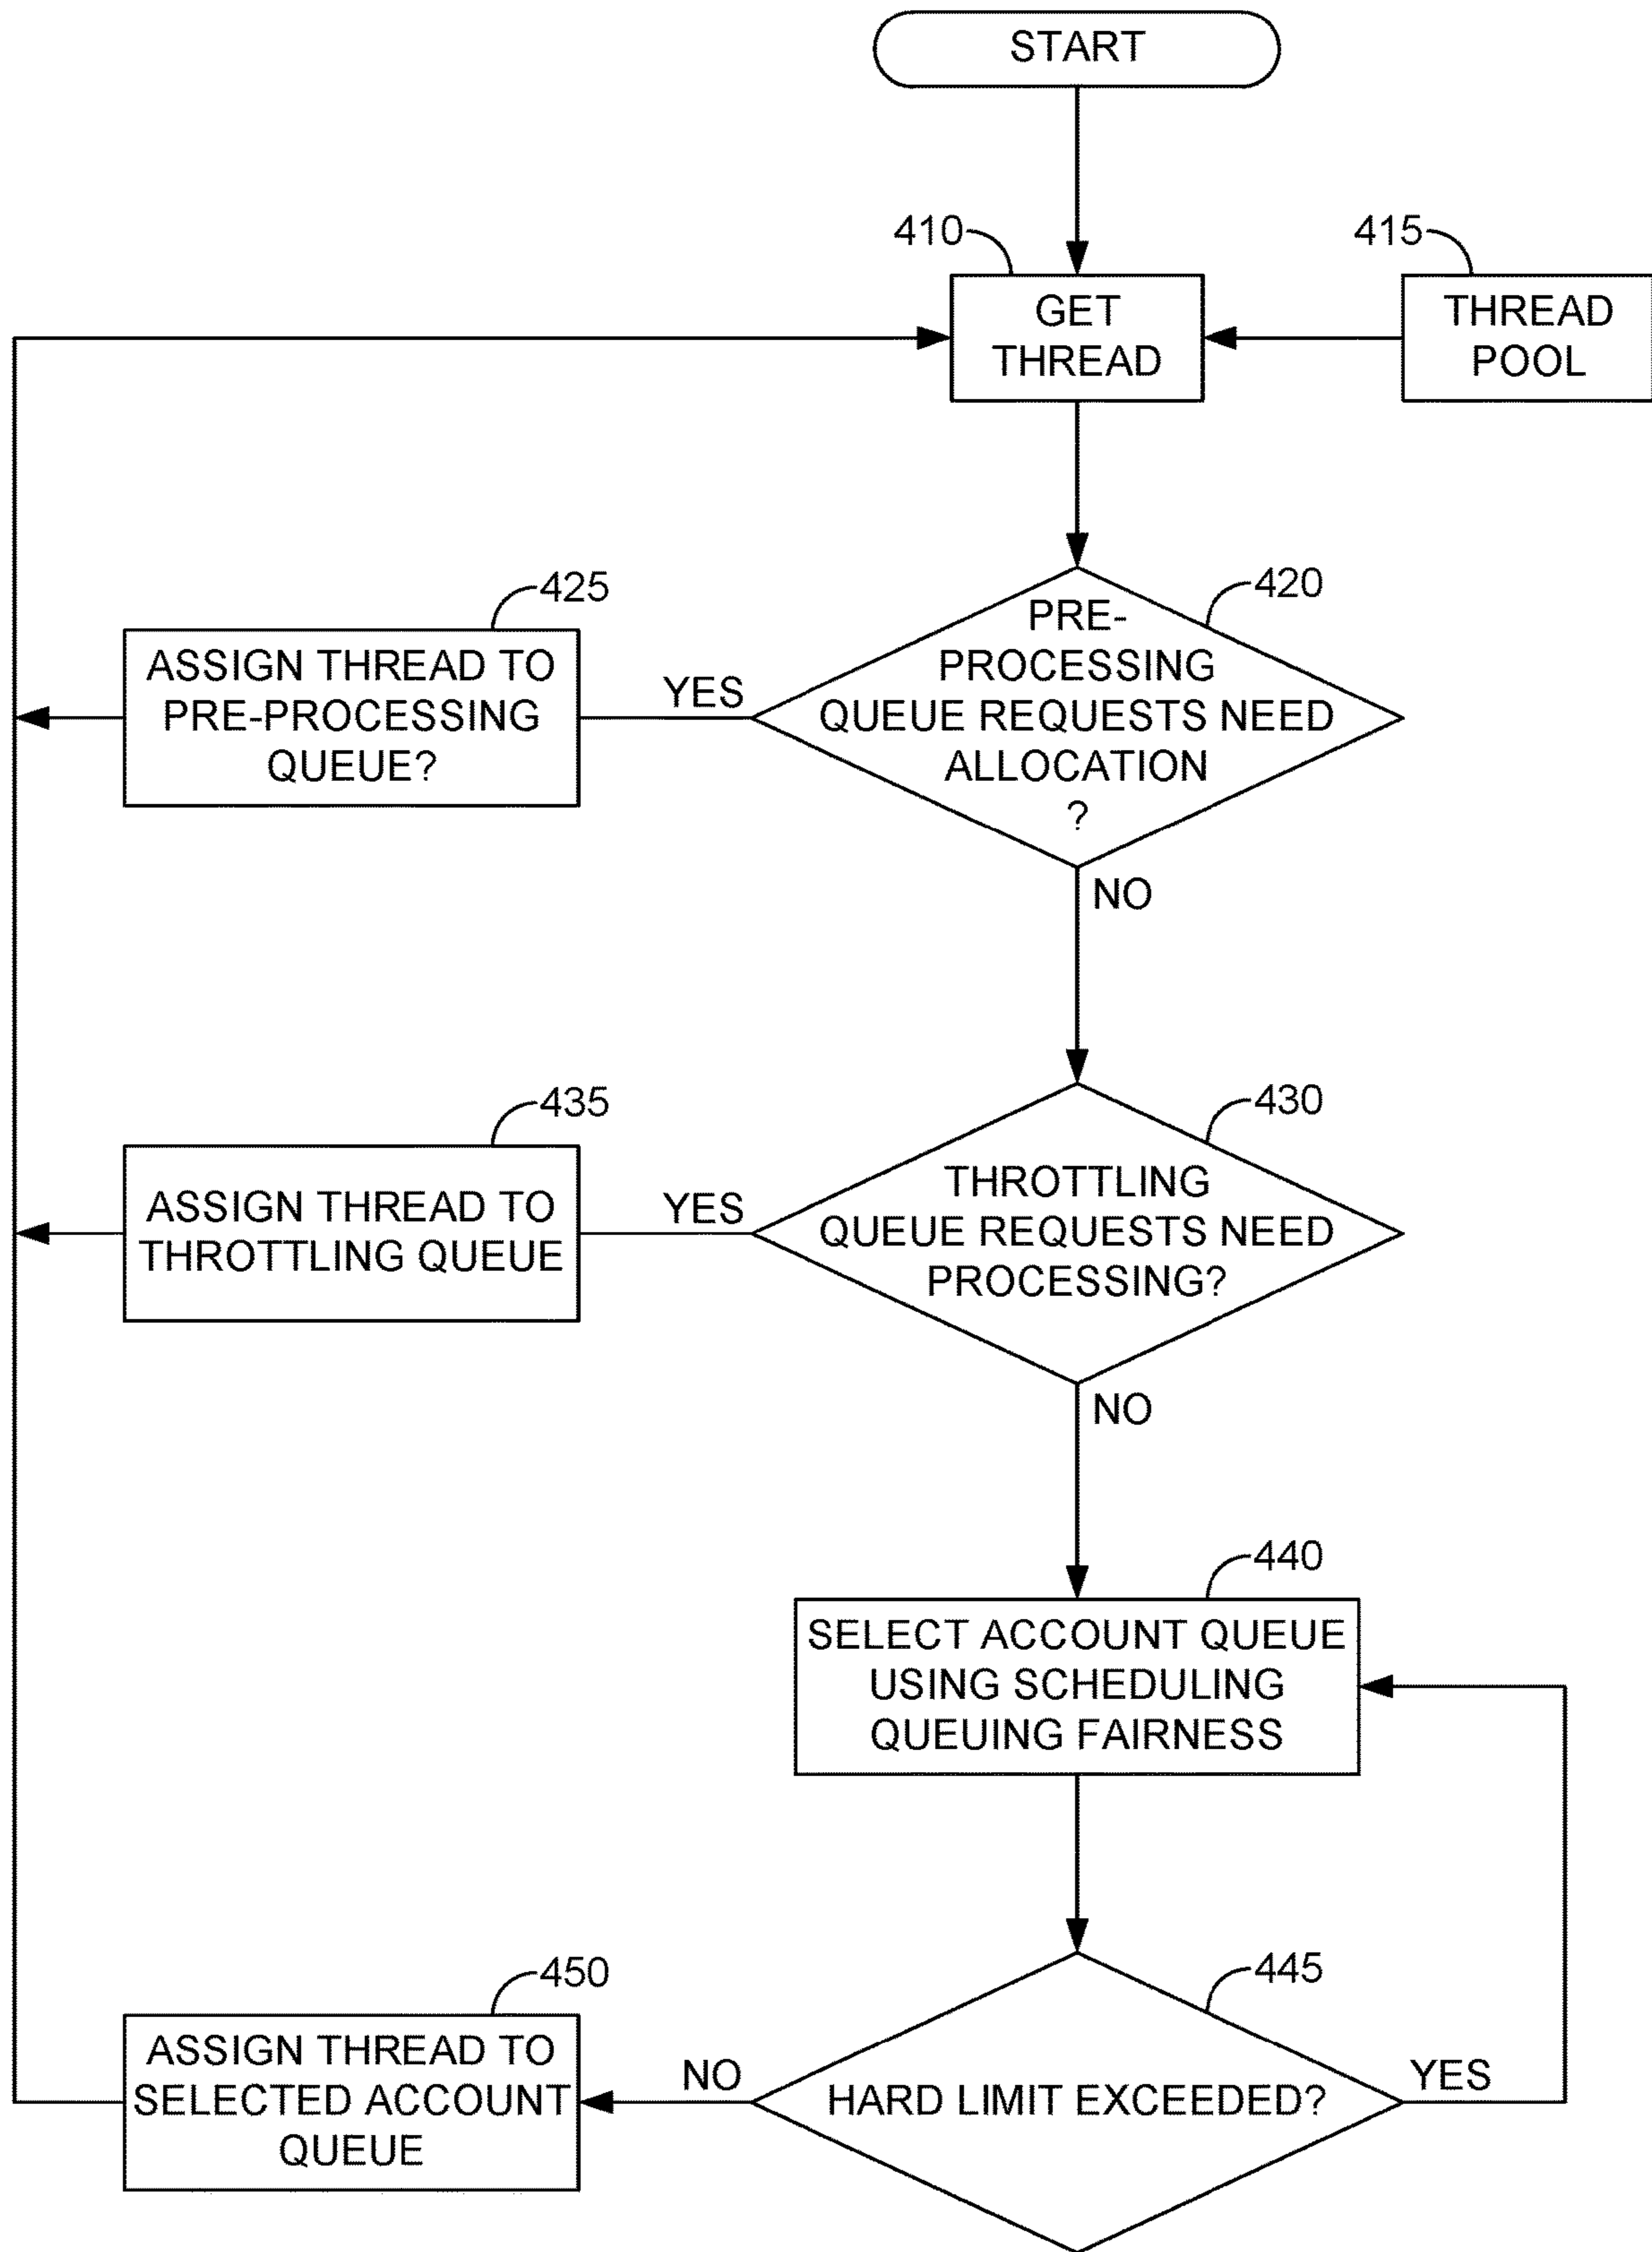 START
410
415
GET
THREAD
THREAD
POOL
420
PRE-
PROCESSING
QUEUE REQUESTS NEED
ALLOCATION
?
YES
425
ASSIGN THREAD TO
PRE-PROCESSING
QUEUE?
NO
430
THROTTLING
QUEUE REQUESTS NEED
PROCESSING?
YES
435
ASSIGN THREAD TO
THROTTLING QUEUE
NO
440
SELECT ACCOUNT QUEUE
USING SCHEDULING
QUEUING FAIRNESS
445
HARD LIMIT EXCEEDED?
YES
NO
450
ASSIGN THREAD TO
SELECTED ACCOUNT
QUEUE